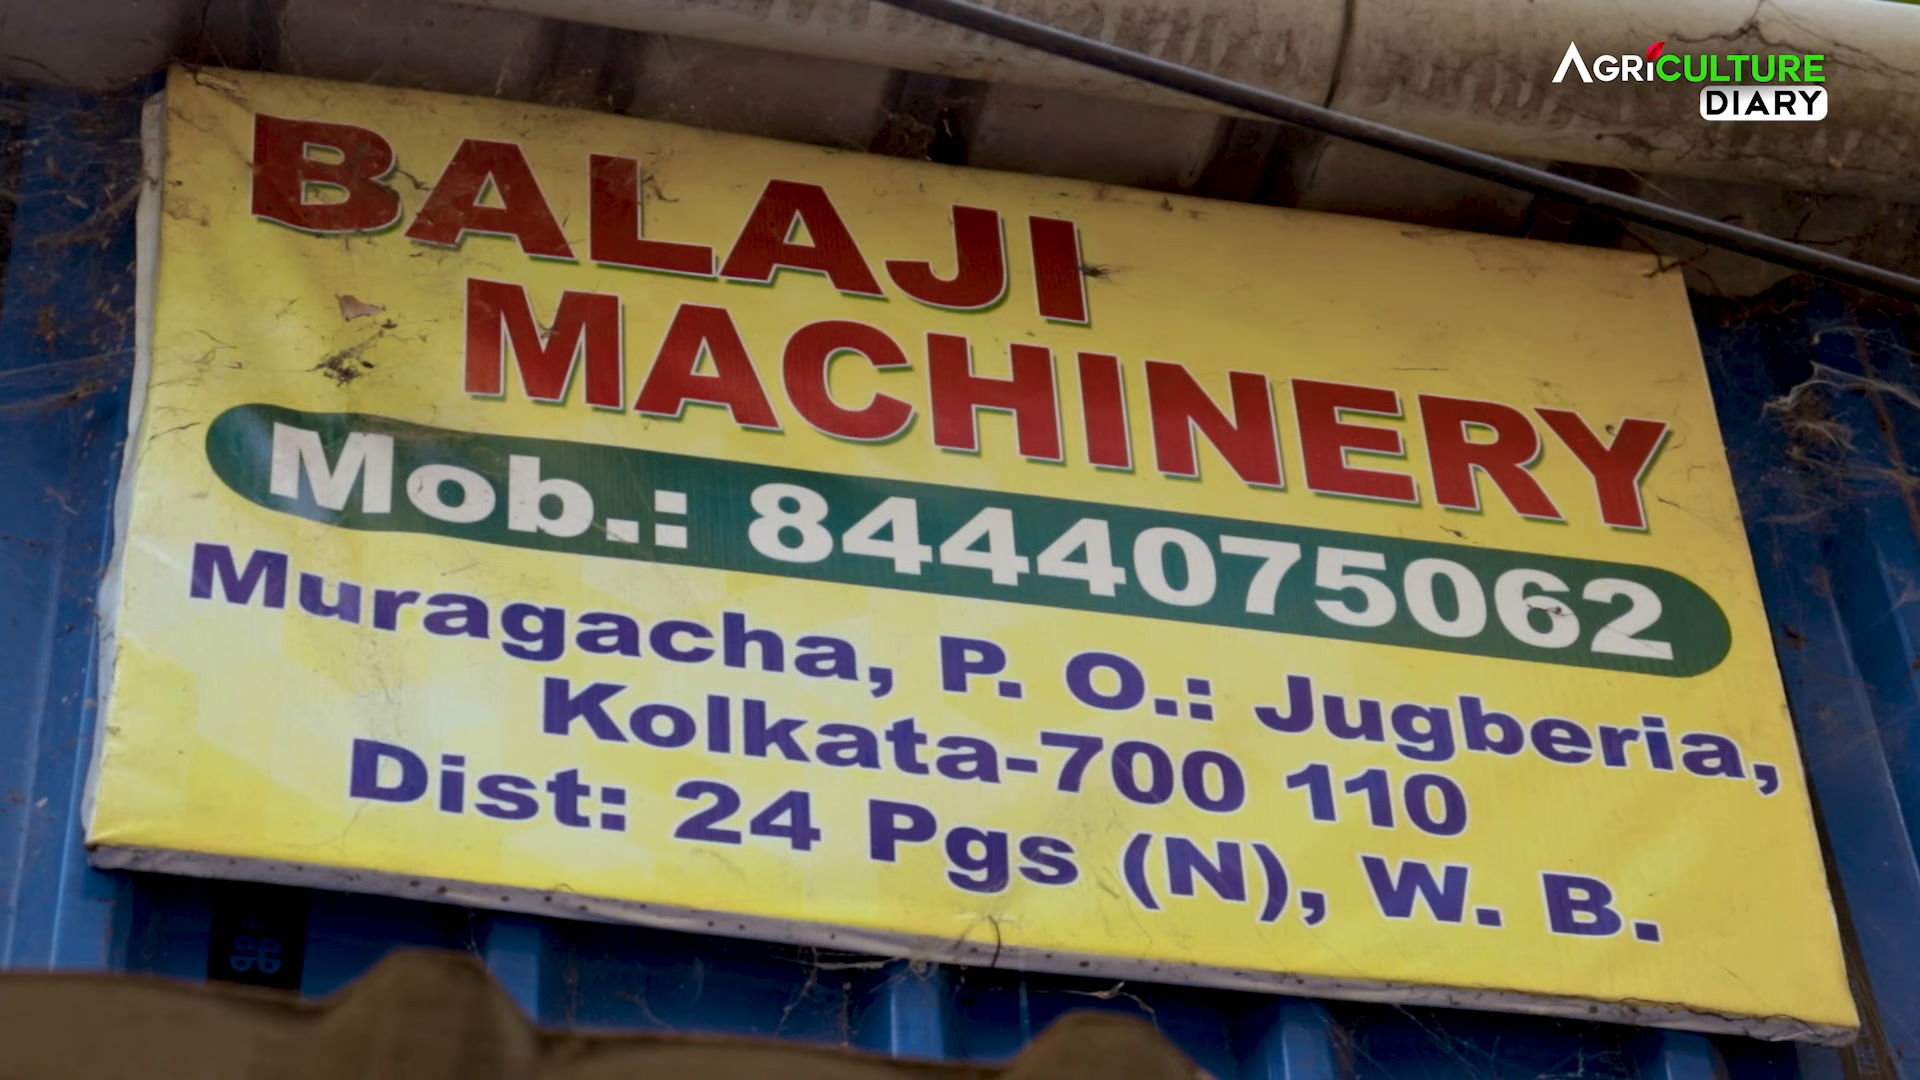 AGRICULTURE
DIARY
BALAJI
MACHINERY
Mob.: 8444075062
Muragacha, P. O.: Jugberia,
Kolkata-700 110
Dist: 24 Pgs (N), W. B.